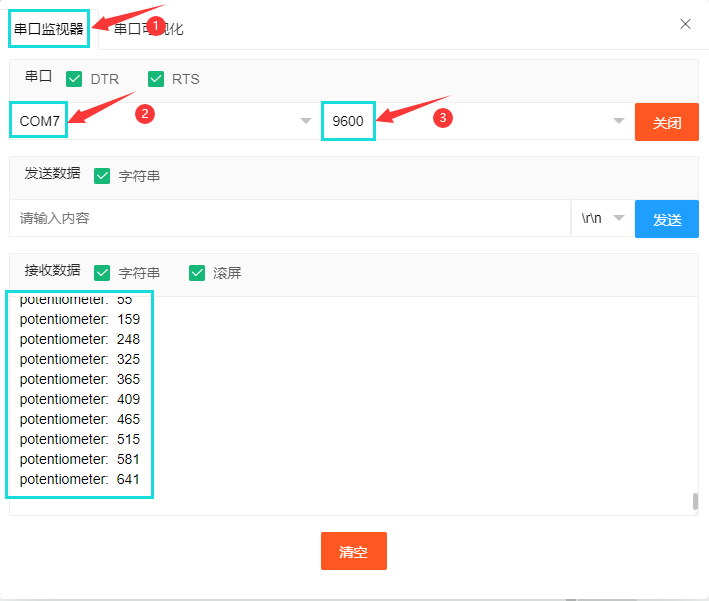 串口监视器 1 串口可视化
串口 DTR RTS
COM7 2 9600 3 关闭
发送数据 字符串
请输入内容 \r\n 发送
接收数据 字符串 滚屏
potentiometer: 55
potentiometer: 159
potentiometer: 248
potentiometer: 325
potentiometer: 365
potentiometer: 409
potentiometer: 465
potentiometer: 515
potentiometer: 581
potentiometer: 641
清空